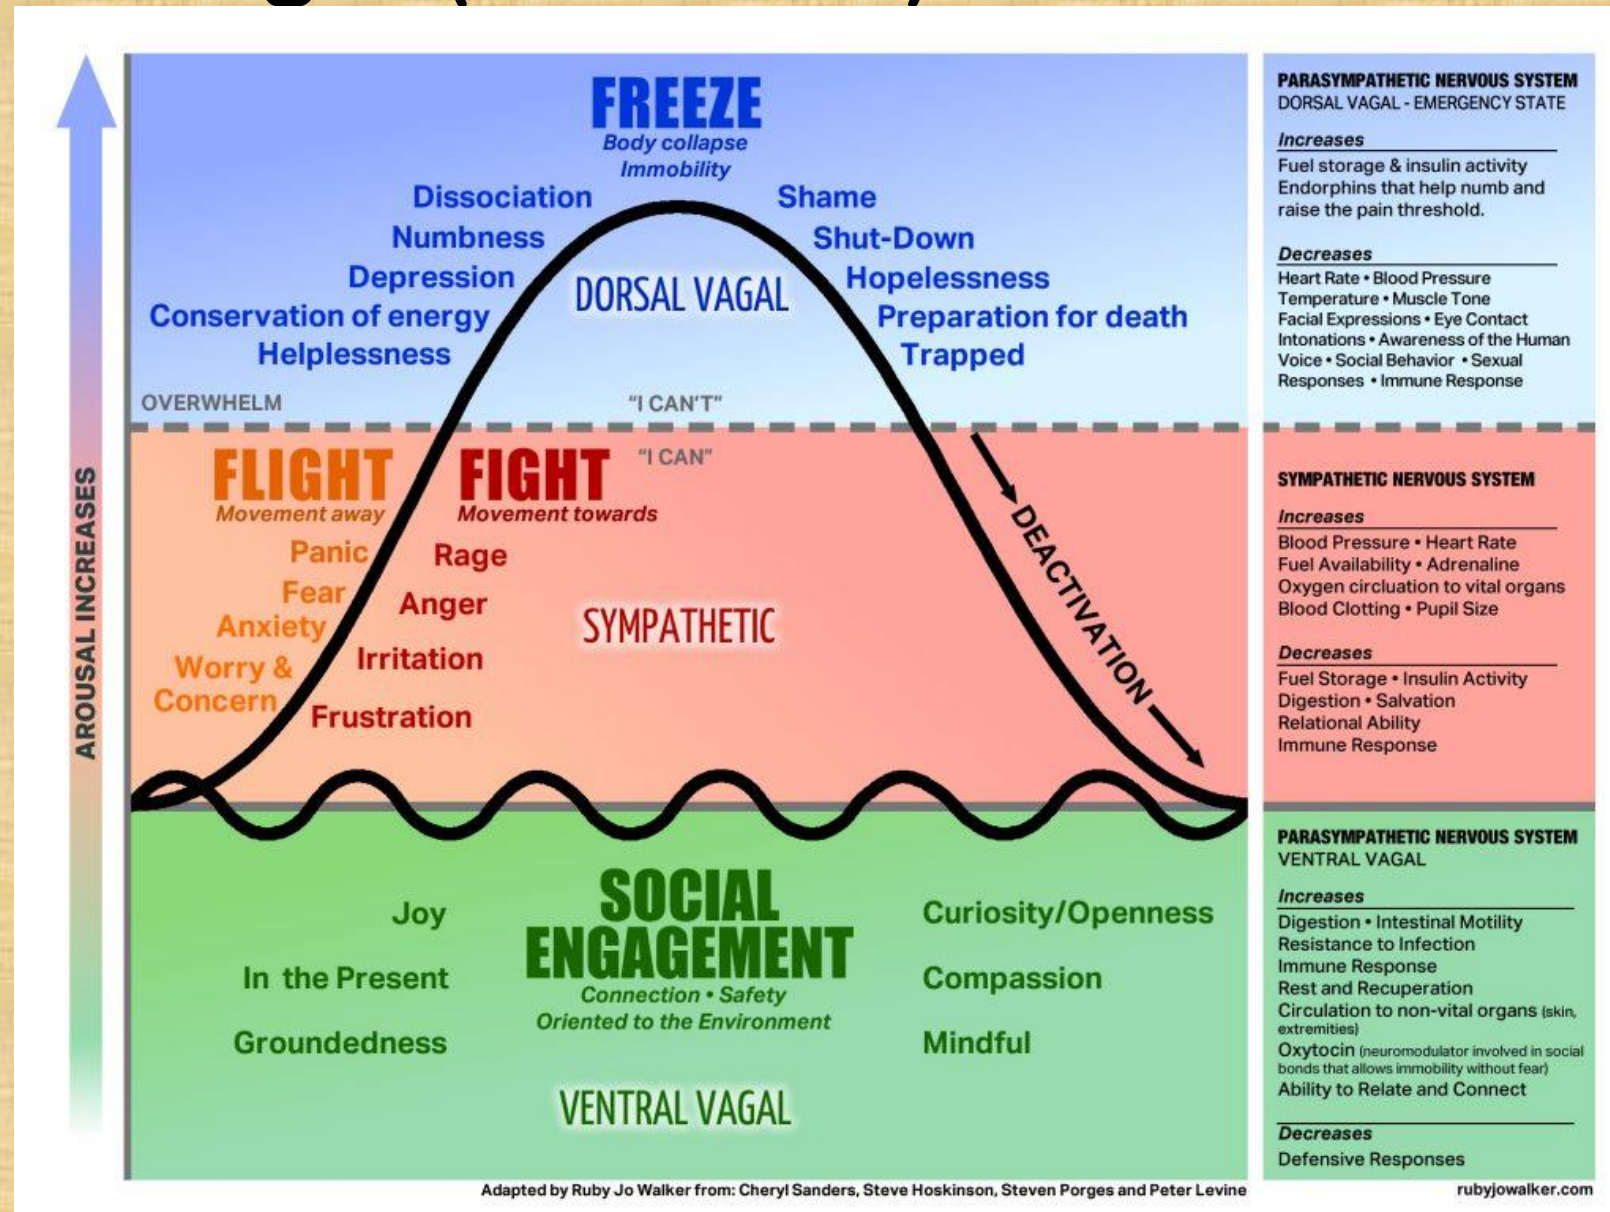 FREEZE
Body collapse
Immobility
Dissociation
Numbness
Depression
Conservation of energy
Helplessness
Shame
Shut-Down
Hopelessness
Preparation for death
Trapped
DORSAL VAGAL
OVERWHELM
"I CAN'T"
"I CAN"
FLIGHT
Movement away
Panic
Fear
Anxiety
Worry &
Concern
FIGHT
Movement towards
Rage
Anger
Irritation
Frustration
SYMPATHETIC
DEACTIVATION
AROUSAL INCREASES
SOCIAL
ENGAGEMENT
Connection • Safety
Oriented to the Environment
Joy
In the Present
Groundedness
Curiosity/Openness
Compassion
Mindful
VENTRAL VAGAL
PARASYMPATHETIC NERVOUS SYSTEM
DORSAL VAGAL - EMERGENCY STATE
Increases
Fuel storage & insulin activity
Endorphins that help numb and
raise the pain threshold.
Decreases
Heart Rate • Blood Pressure
Temperature • Muscle Tone
Facial Expressions • Eye Contact
Intonations • Awareness of the Human
Voice • Social Behavior • Sexual
Responses • Immune Response
SYMPATHETIC NERVOUS SYSTEM
Increases
Blood Pressure • Heart Rate
Fuel Availability • Adrenaline
Oxygen circluation to vital organs
Blood Clotting • Pupil Size
Decreases
Fuel Storage • Insulin Activity
Digestion • Salvation
Relational Ability
Immune Response
PARASYMPATHETIC NERVOUS SYSTEM
VENTRAL VAGAL
Increases
Digestion • Intestinal Motility
Resistance to Infection
Immune Response
Rest and Recuperation
Circulation to non-vital organs (skin,
extremities)
Oxytocin (neuromodulator involved in social
bonds that allows immobility without fear)
Ability to Relate and Connect
Decreases
Defensive Responses
Adapted by Ruby Jo Walker from: Cheryl Sanders, Steve Hoskinson, Steven Porges and Peter Levine
rubyjowalker.com